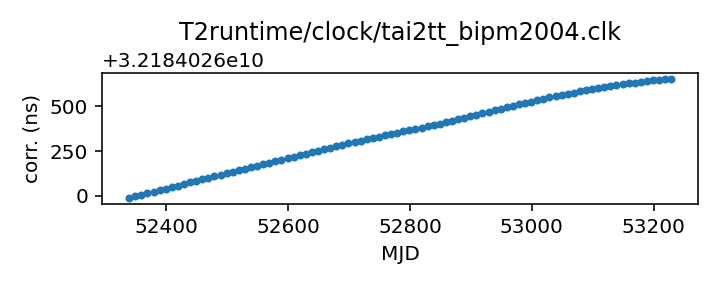 T2runtime/clock/tai2tt_bipm2004.clk
+3.2184026e10
500
250
0
corr. (ns)
52400 52600 52800 53000 53200
MJD